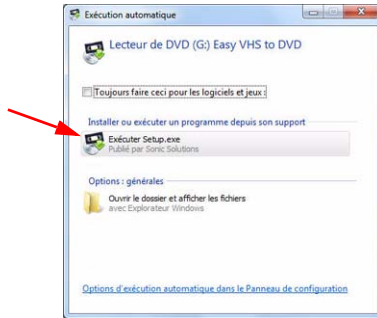 Exécution automatique
Lecteur de DVD (G:) Easy VHS to DVD
Toujours faire ceci pour les logiciels et jeux :
Installer ou exécuter un programme depuis son support
Exécuter Setup.exe
Publié par Sonic Solutions
Options : générales
Ouvrir le dossier et afficher les fichiers
avec Explorateur Windows
Options d'exécution automatique dans le Panneau de configuration